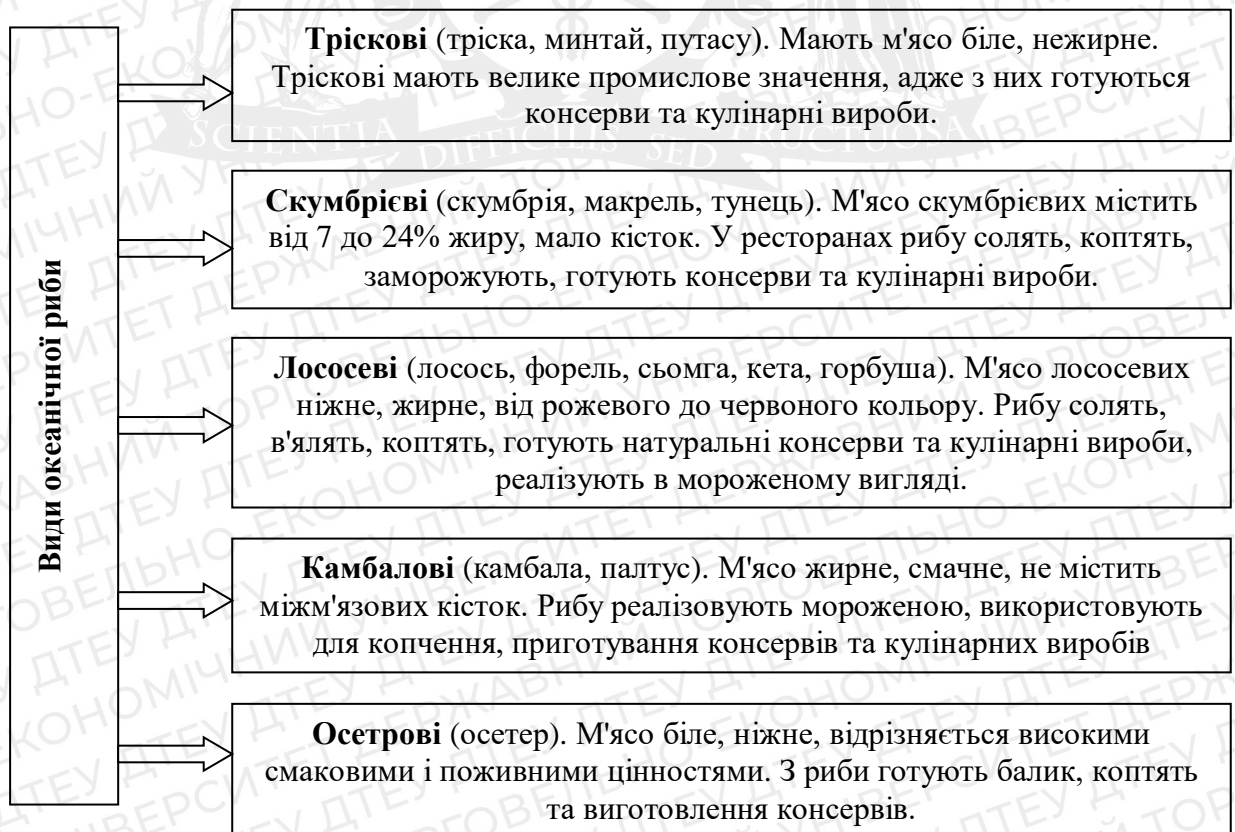 Види океанічної риби
Тріскові (тріска, минтай, путасу). Мають м'ясо біле, нежирне.
Тріскові мають велике промислове значення, адже з них готуються
консерви та кулінарні вироби.
Скумбрієві (скумбрія, макрель, тунець). М'ясо скумбрієвих містить
від 7 до 24% жиру, мало кісток. У ресторанах рибу солять, коптять,
заморожують, готують консерви та кулінарні вироби.
Лососеві (лосось, форель, сьомга, кета, горбуша). М'ясо лососевих
ніжне, жирне, від рожевого до червоного кольору. Рибу солять,
в'ялять, коптять, готують натуральні консерви та кулінарні вироби,
реалізують в мороженому вигляді.
Камбалові (камбала, палтус). М'ясо жирне, смачне, не містить
міжм'язових кісток. Рибу реалізовують мороженою, використовують
для копчення, приготування консервів та кулінарних виробів
Осетрові (осетер). М'ясо біле, ніжне, відрізняється високими
смаковими і поживними цінностями. З риби готують балик, коптять
та виготовлення консервів.
SCIENTIA DIFFICILIS SED FRUCTUOSA